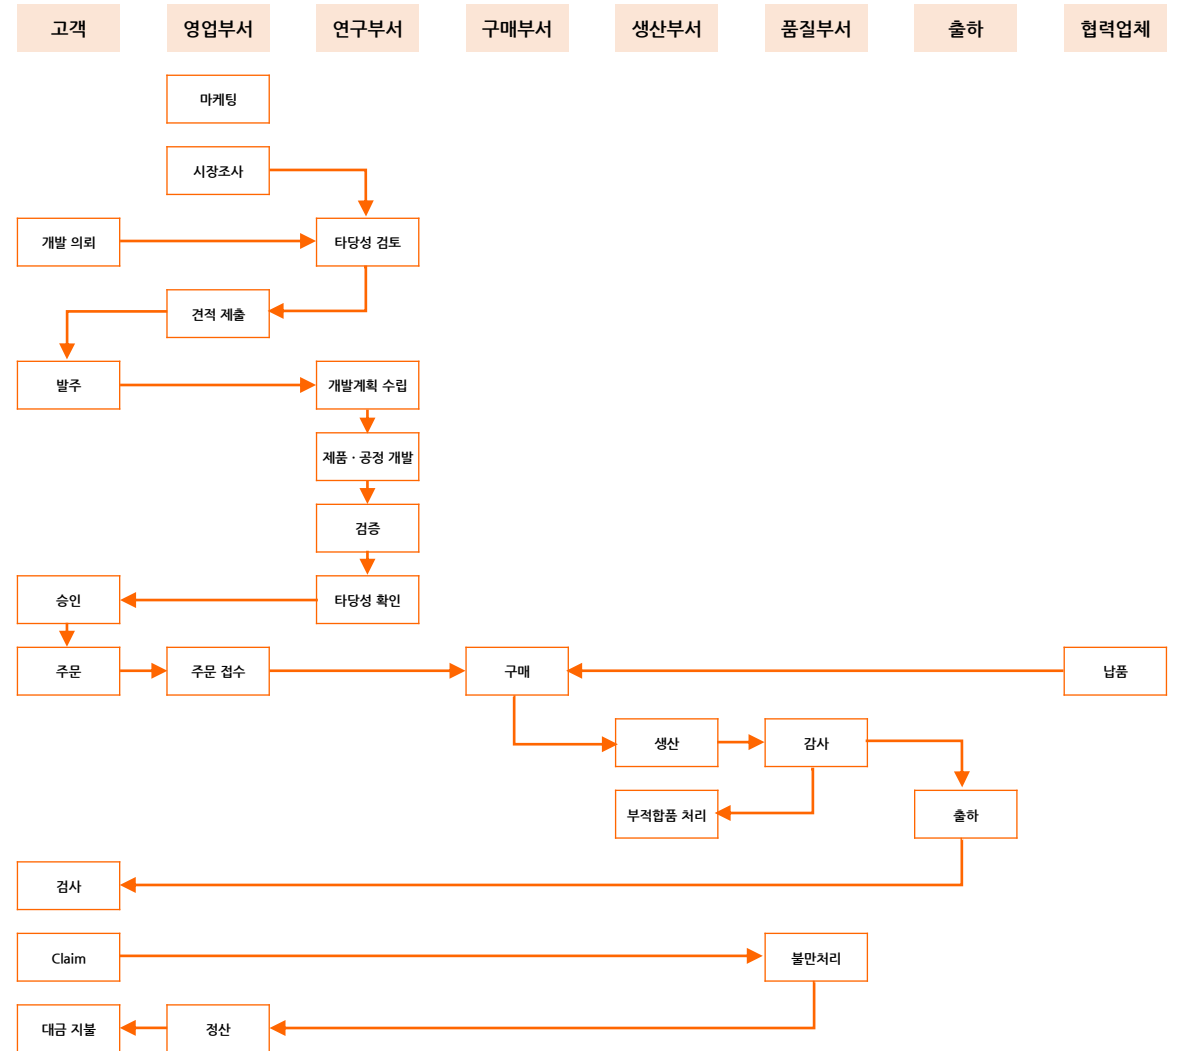 고객 영업부서 연구부서 구매부서 생산부서 품질부서 출하 협력업체
마케팅
시장조사
개발 의뢰 타당성 검토
견적 제출
발주 개발계획 수립
제품 · 공정 개발
검증
승인 타당성 확인
주문 주문 접수 구매 납품
생산 감사
부적합품 처리 출하
검사
Claim 불만처리
대금 지불 정산